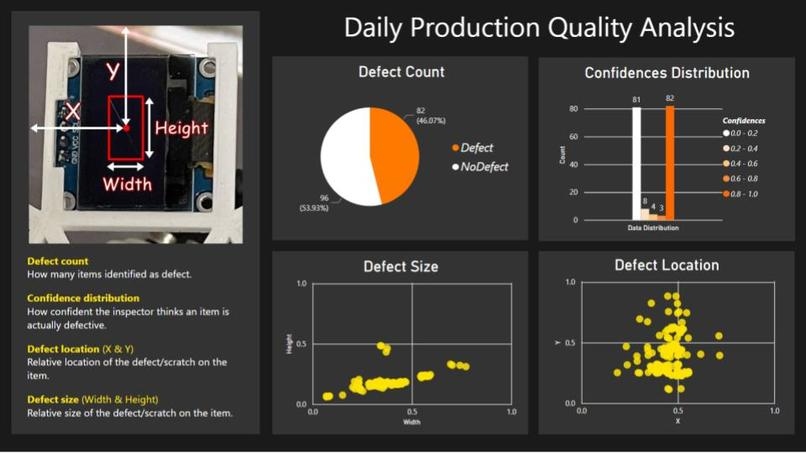 Daily Production Quality Analysis
Y
X
Height
Width
GND VCC SCL
Defect count
How many items identified as defect.
Confidence distribution
How confident the inspector thinks an item is
actually defective.
Defect location (X & Y)
Relative location of the defect/scratch on the
item.
Defect size (Width & Height)
Relative size of the defect/scratch on the item.
Defect Count
82
(46.07%)
Defect
NoDefect
96
(53.93%)
Confidences Distribution
80
60
40
20
0
Count
81
8
4
3
82
Data Distribution
Confidences
0.0 - 0.2
0.2 - 0.4
0.4 - 0.6
0.6 - 0.8
0.8 - 1.0
Defect Size
1.0
0.5
0.0
Height
0.0
0.5
1.0
Width
Defect Location
1.0
0.5
0.0
Y
0.0
0.5
1.0
X